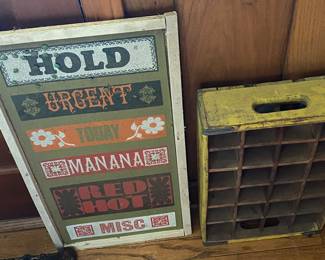 HOLD
URGENT
TODAY
MANANA
RED
HOT
MISC.